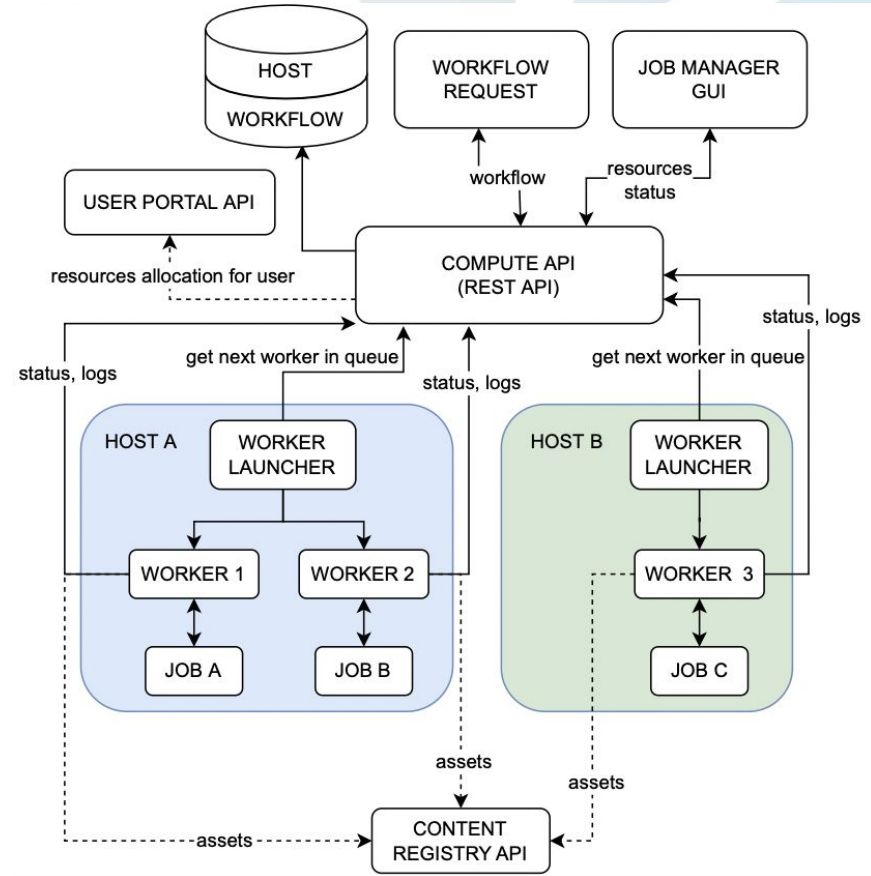 HOST
WORKFLOW
WORKFLOW
REQUEST
JOB MANAGER
GUI
workflow
resources
status
USER PORTAL API
resources allocation for user
COMPUTE API
(REST API)
status, logs
get next worker in queue
status, logs
get next worker in queue
status, logs
HOST A
WORKER
LAUNCHER
HOST B
WORKER
LAUNCHER
WORKER 1
WORKER 2
WORKER 3
JOB A
JOB B
JOB C
assets
assets
assets
CONTENT
REGISTRY API